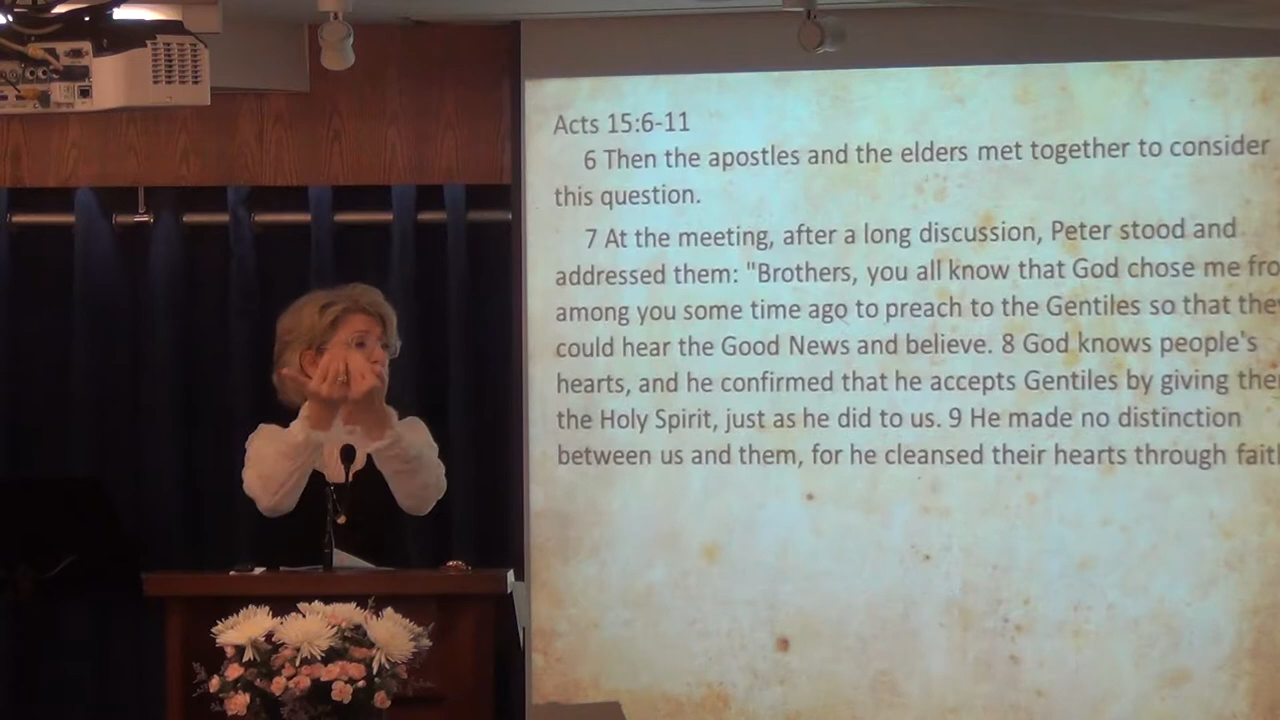 Acts 15:6-11
6 Then the apostles and the elders met together to consider
this question.
7 At the meeting, after a long discussion, Peter stood and
addressed them: "Brothers, you all know that God chose me fro
among you some time ago to preach to the Gentiles so that the
could hear the Good News and believe. 8 God knows people's
hearts, and he confirmed that he accepts Gentiles by giving the
the Holy Spirit, just as he did to us. 9 He made no distinction
between us and them, for he cleansed their hearts through fait